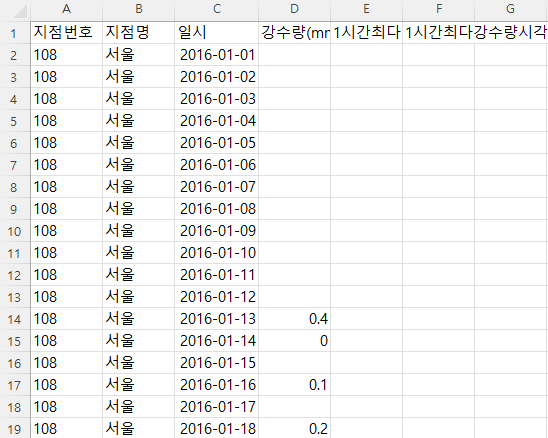 A B C D E F G
1 지점번호 지점명 일시 강수량(mr 1시간최다 1시간최다강수량시각
2 108 서울 2016-01-01
3 108 서울 2016-01-02
4 108 서울 2016-01-03
5 108 서울 2016-01-04
6 108 서울 2016-01-05
7 108 서울 2016-01-06
8 108 서울 2016-01-07
9 108 서울 2016-01-08
10 108 서울 2016-01-09
11 108 서울 2016-01-10
12 108 서울 2016-01-11
13 108 서울 2016-01-12
14 108 서울 2016-01-13 0.4
15 108 서울 2016-01-14 0
16 108 서울 2016-01-15
17 108 서울 2016-01-16 0.1
18 108 서울 2016-01-17
19 108 서울 2016-01-18 0.2